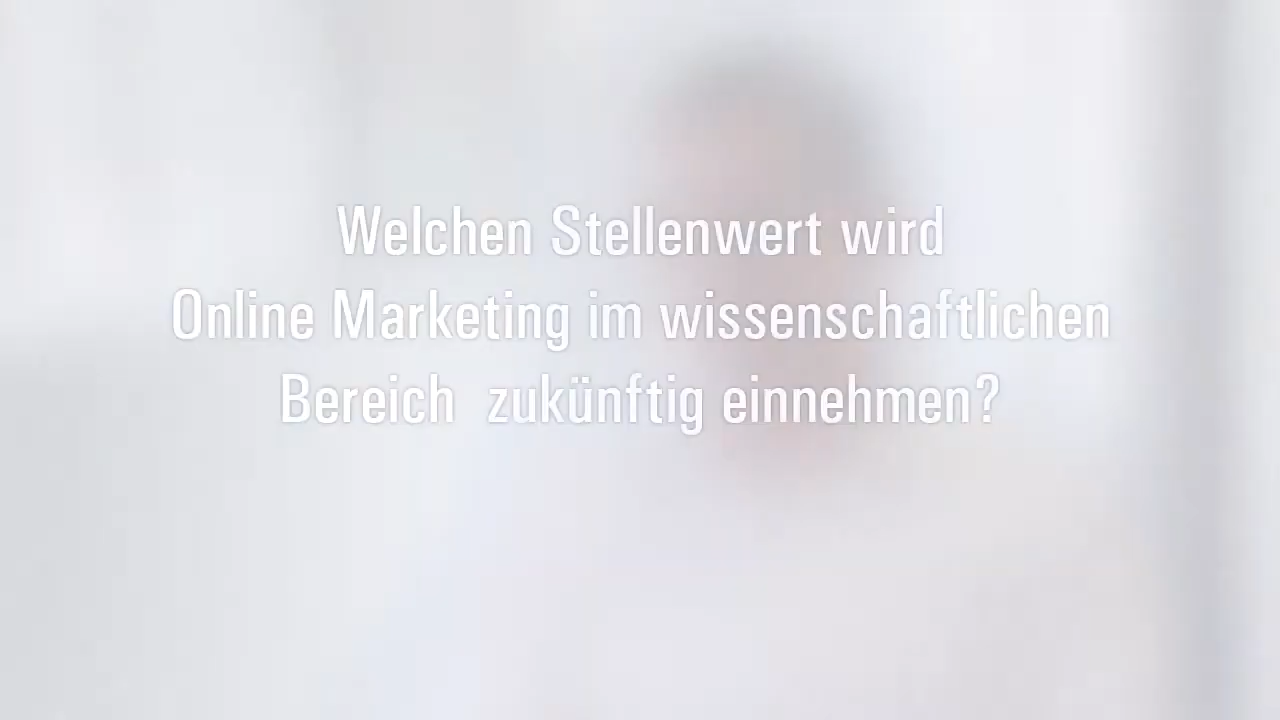 Welchen Stellenwert wird
Online Marketing im wissenschaftlichen
Bereich zukünftig einnehmen?